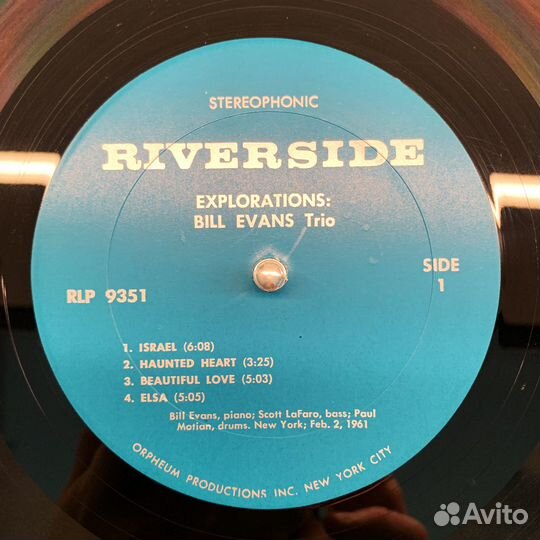 STEREOPHONIC
RIVERSIDE
EXPLORATIONS:
BILL EVANS Trio
RLP 9351
SIDE
1
1. ISRAEL (6:08)
2. HAUNTED HEART (3:25)
3. BEAUTIFUL LOVE (5:03)
4. ELSA (5:05)
Bill Evans, piano; Scott LaFaro, bass; Paul
Motian, drums. New York; Feb. 2, 1961
ORPHEUM PRODUCTIONS INC. NEW YORK CITY
Avito